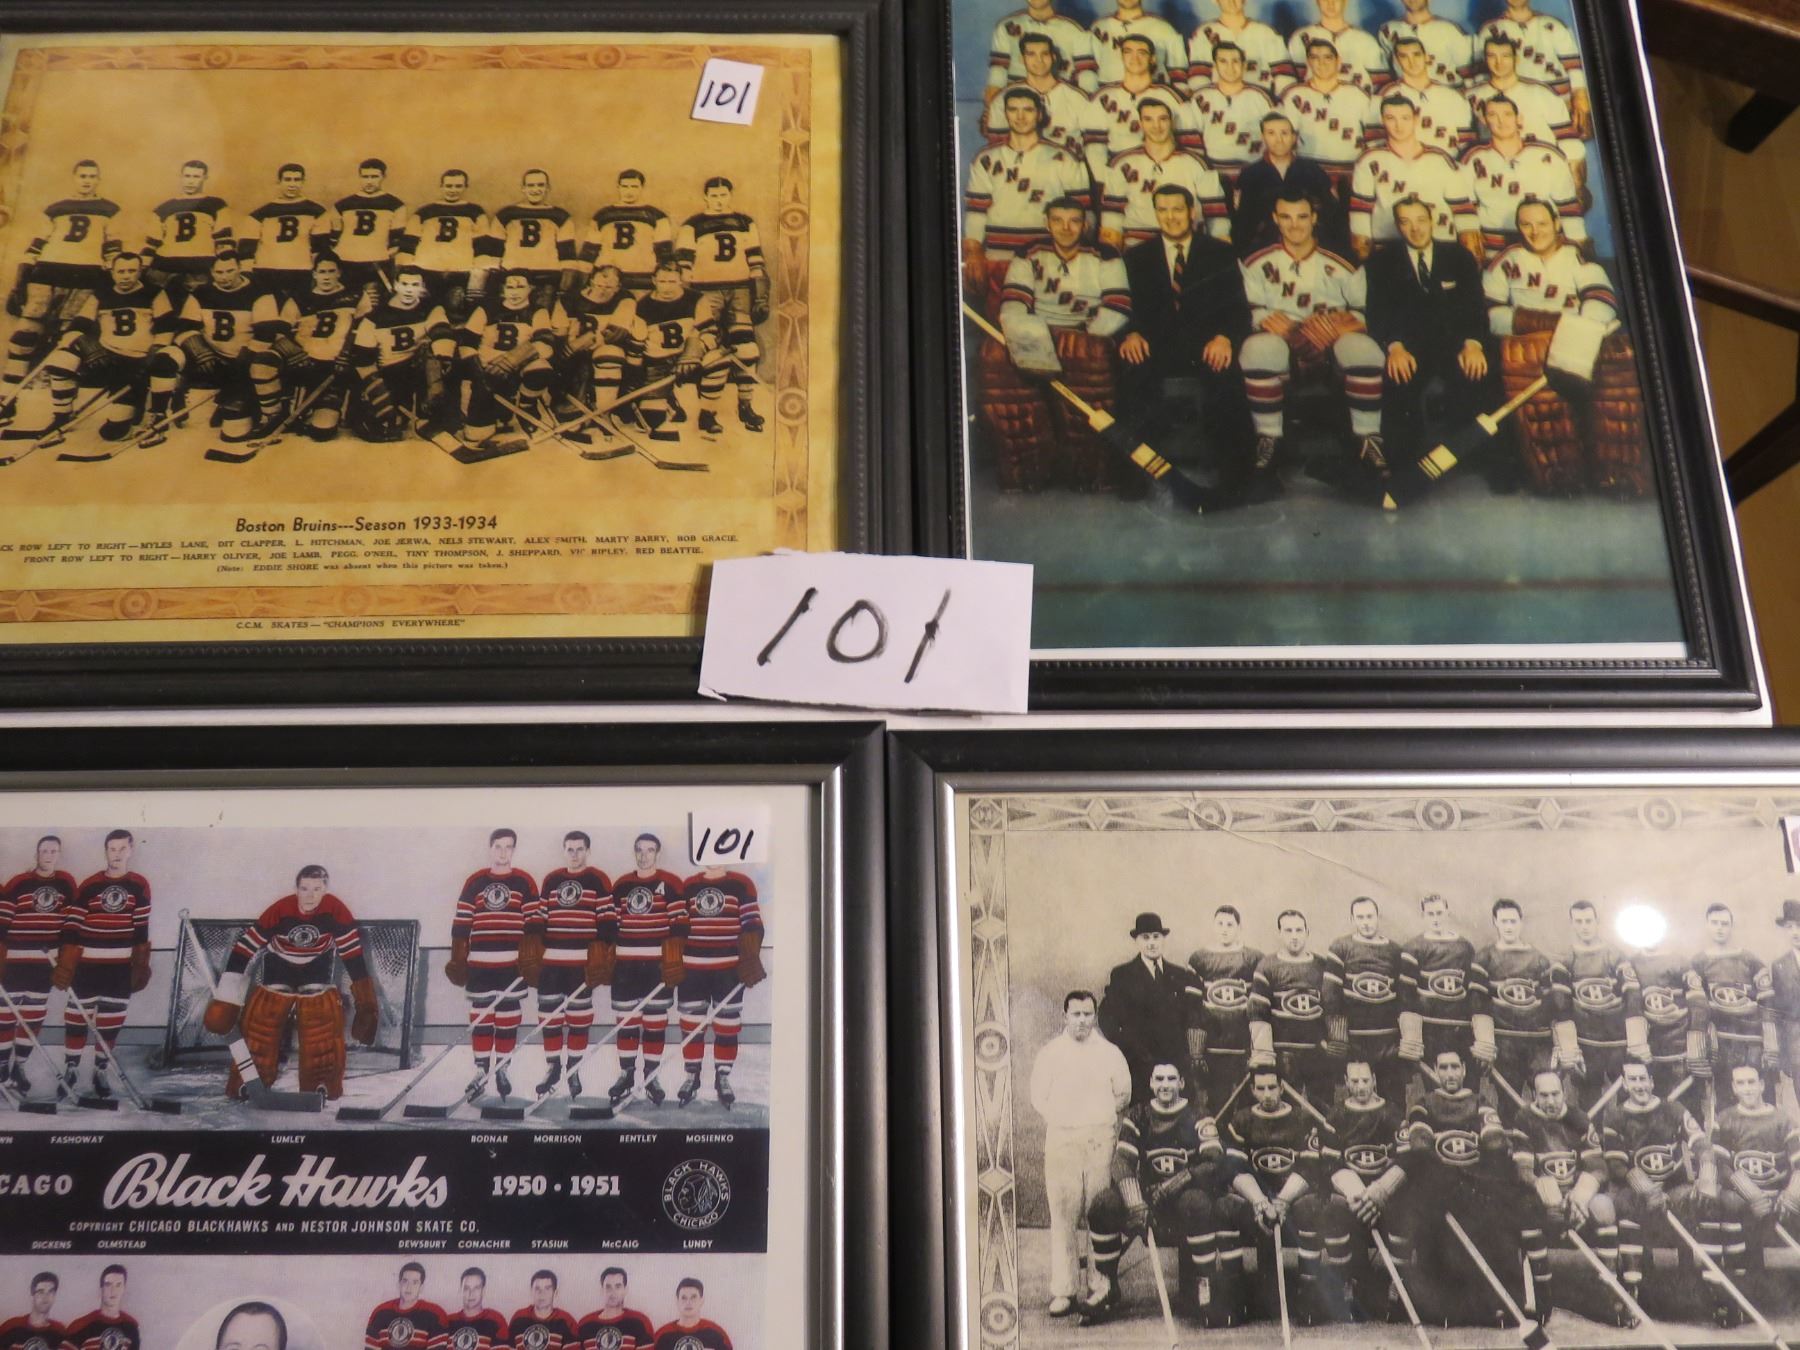 101
Boston Bruins---Season 1933-1934
ROW LEFT TO RIGHT—MYLES LANE, DIT CLAPPER, L. HITCHMAN, JOE JERWA, NELS STEWART, ALEX SMITH, MARTY BARRY, BOB GRACIE.
FRONT ROW LEFT TO RIGHT—HARRY OLIVER, JOE LAMB, PEGG. O'NEIL, TINY THOMPSON, J. SHEPPARD, VIC RIPLEY, RED BEATTIE.
(Note: EDDIE SHORE was absent when this picture was taken.)
C.C.M. SKATES—"CHAMPIONS EVERYWHERE"
101
101
FASHOWAY LUMLEY BODNAR MORRISON BENTLEY MOSIENKO
Black Hawks 1950 • 1951
BLACK HAWKS CHICAGO
COPYRIGHT CHICAGO BLACKHAWKS AND NESTOR JOHNSON SKATE CO.
DICKENS OLMSTEAD DEWSBURY CONACHER STASIUK McCAIG LUNDY